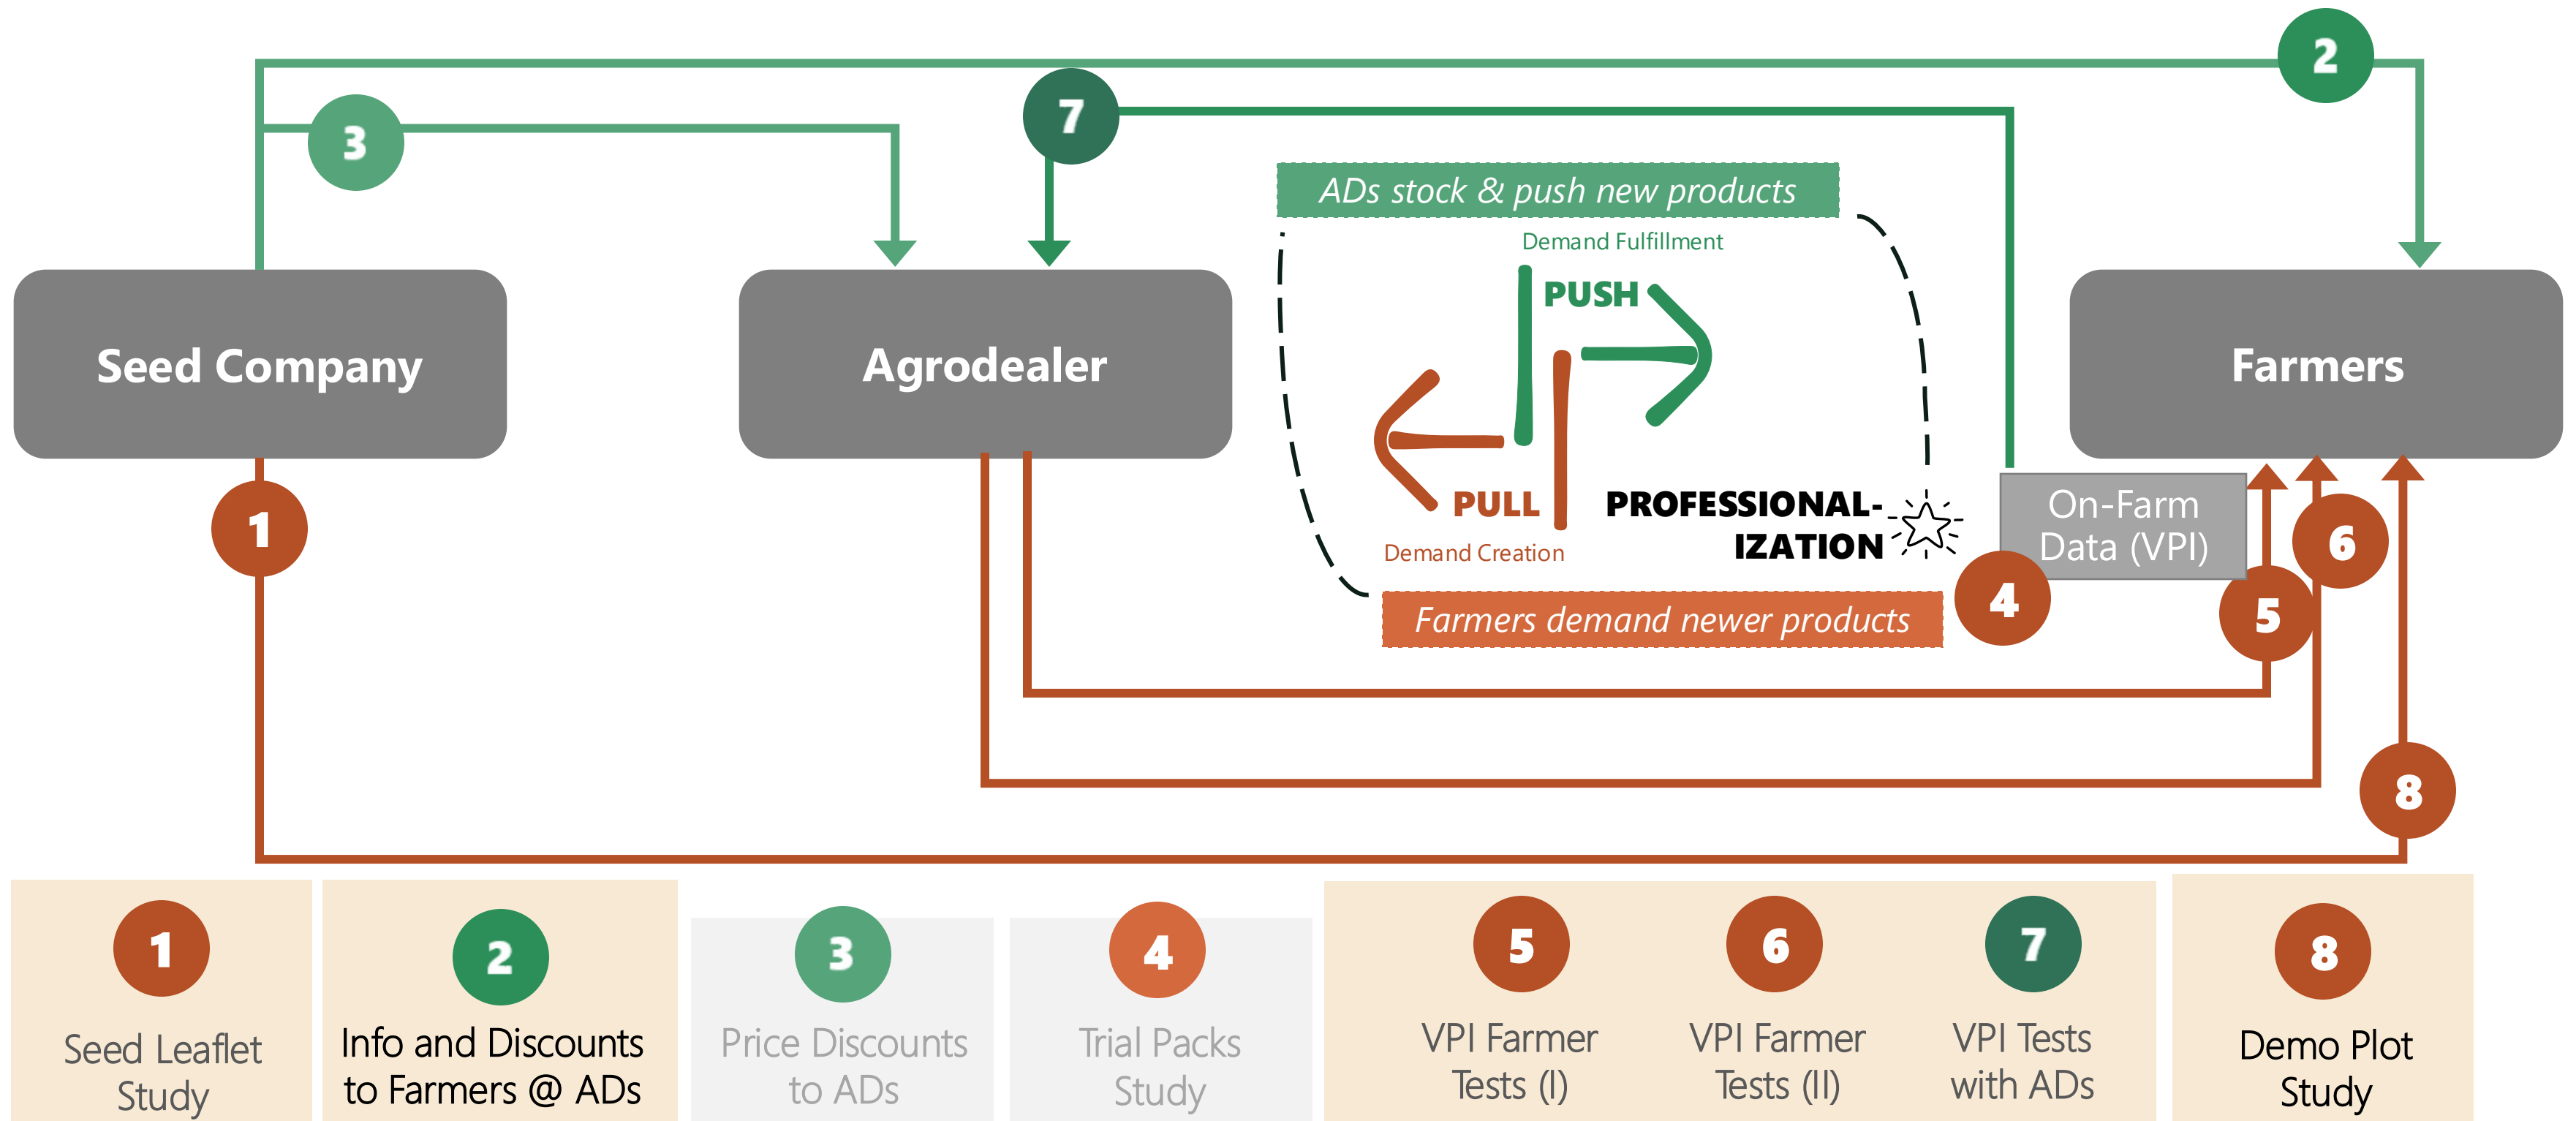 2
7
3
ADs stock & push new products
Demand Fulfillment
PUSH
Seed Company
Agrodealer
Farmers
PULL
Demand Creation
PROFESSIONAL-
IZATION
On-Farm
Data (VPI)
1
6
4
5
Farmers demand newer products
8
1
Seed Leaflet
Study
2
Info and Discounts
to Farmers @ ADs
3
Price Discounts
to ADs
4
Trial Packs
Study
5
VPI Farmer
Tests (I)
6
VPI Farmer
Tests (II)
7
VPI Tests
with ADs
8
Demo Plot
Study